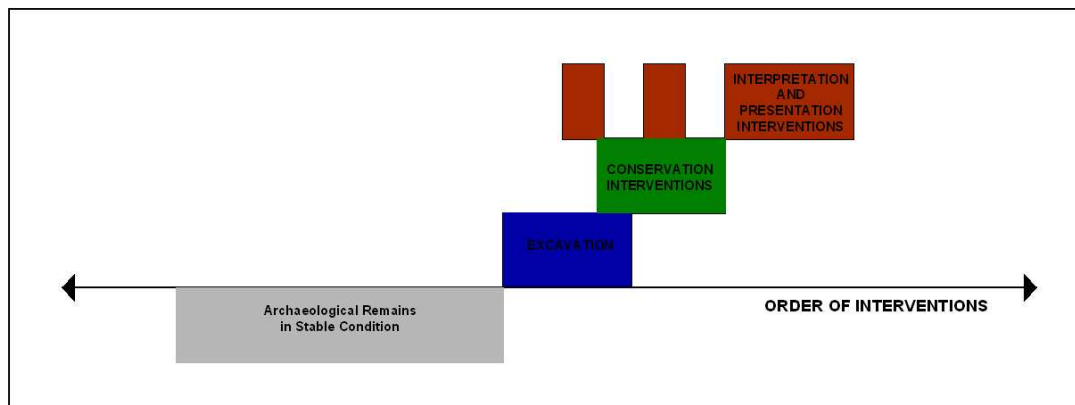 INTERPRETATION
AND
PRESENTATION
INTERVENTIONS
CONSERVATION
INTERVENTIONS
EXCAVATION
Archaeological Remains
in Stable Condition
ORDER OF INTERVENTIONS